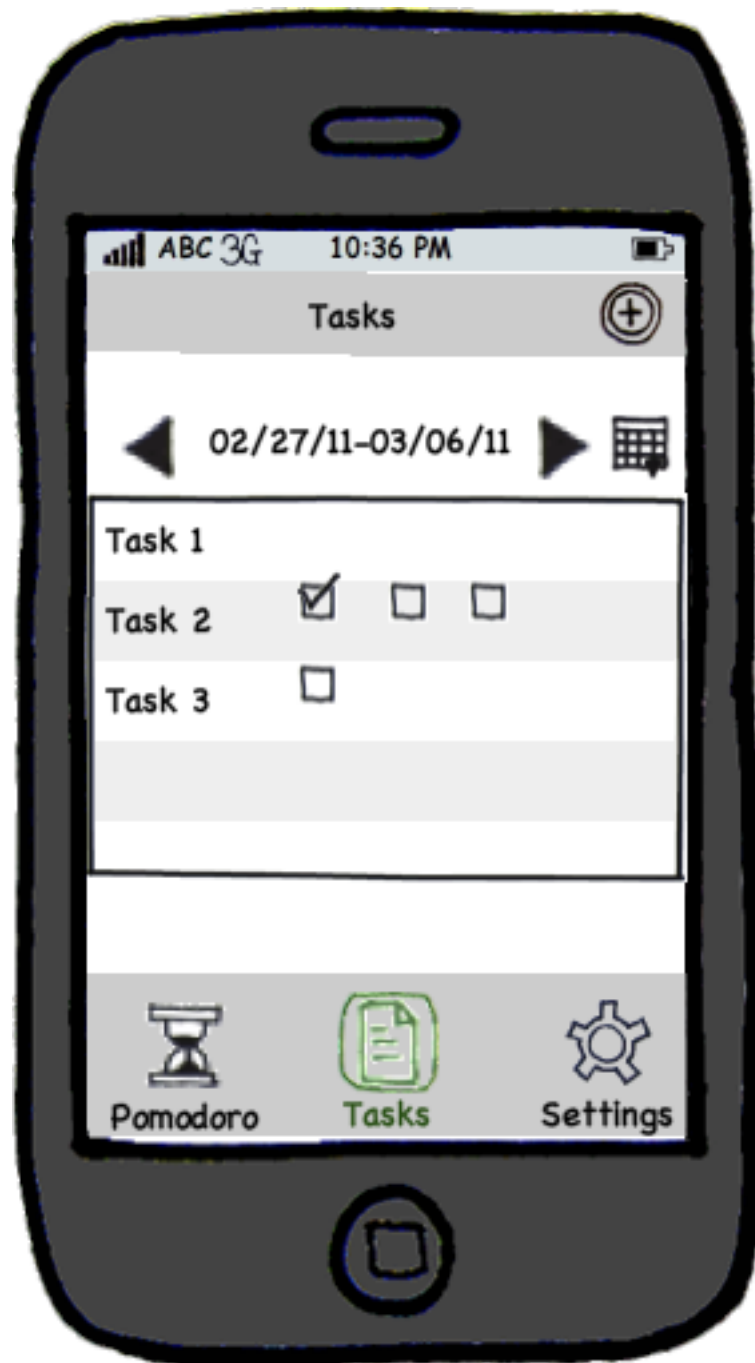 ABC 3G 10:36 PM
Tasks
02/27/11-03/06/11
Task 1
Task 2
Task 3
Pomodoro Tasks Settings